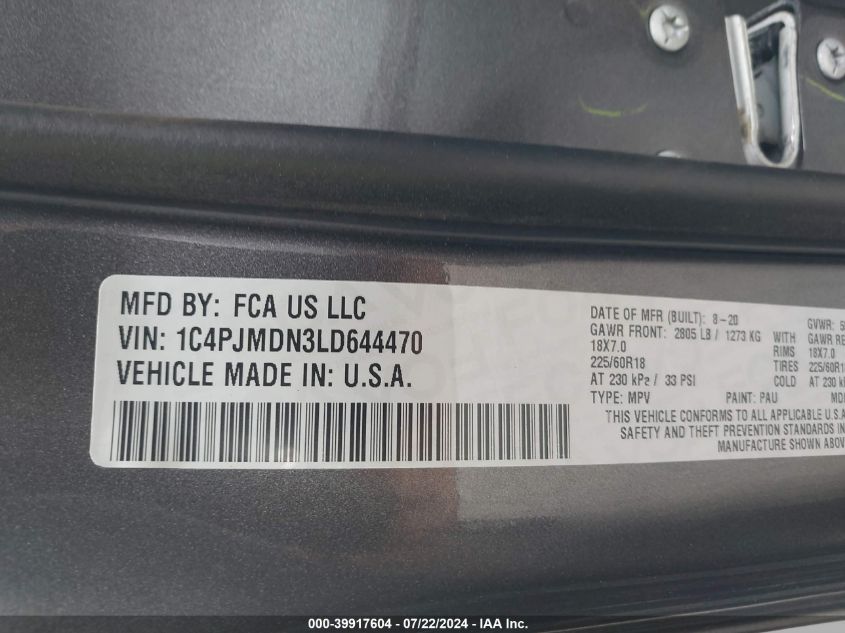 MFD BY: FCA US LLC
VIN: 1C4PJMDN3LD644470
VEHICLE MADE IN: U.S.A.
DATE OF MFR (BUILT): 8-20 GVWR:
GAWR FRONT: 2805 LB / 1273 KG WITH GAWR
18X7.0 RIMS 18X7.0
225/60R18 TIRES
AT 230 kPa / 33 PSI COLD AT 230
TYPE: MPV PAINT: PAU
THIS VEHICLE CONFORMS TO ALL APPLICABLE U.S.A.
SAFETY AND THEFT PREVENTION STANDARDS IN
MANUFACTURE SHOWN
000-39917604 - 07/22/2024 - IAA Inc.